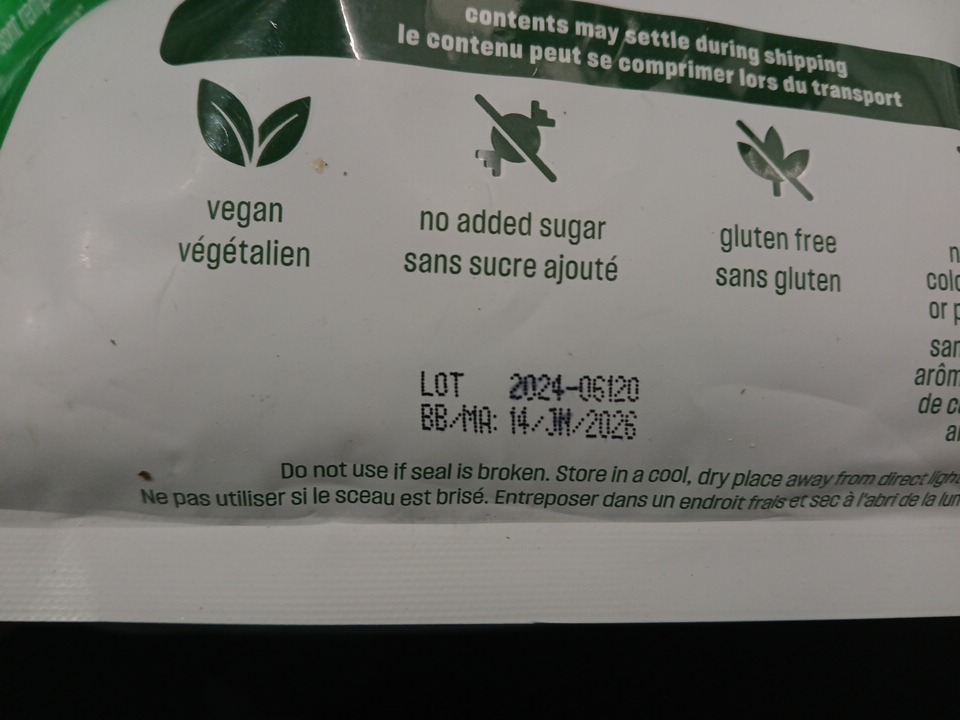 contents may settle during shipping
le contenu peut se comprimer lors du transport
vegan
végétalien
no added sugar
sans sucre ajouté
gluten free
sans gluten
or
LOT 2024-06120
BB/MA: 14/JN/2026
de
Do not use if seal is broken. Store in a cool, dry place away from direct light
Ne pas utiliser si le sceau est brisé. Entreposer dans un endroit frais et sec à l'abri de la